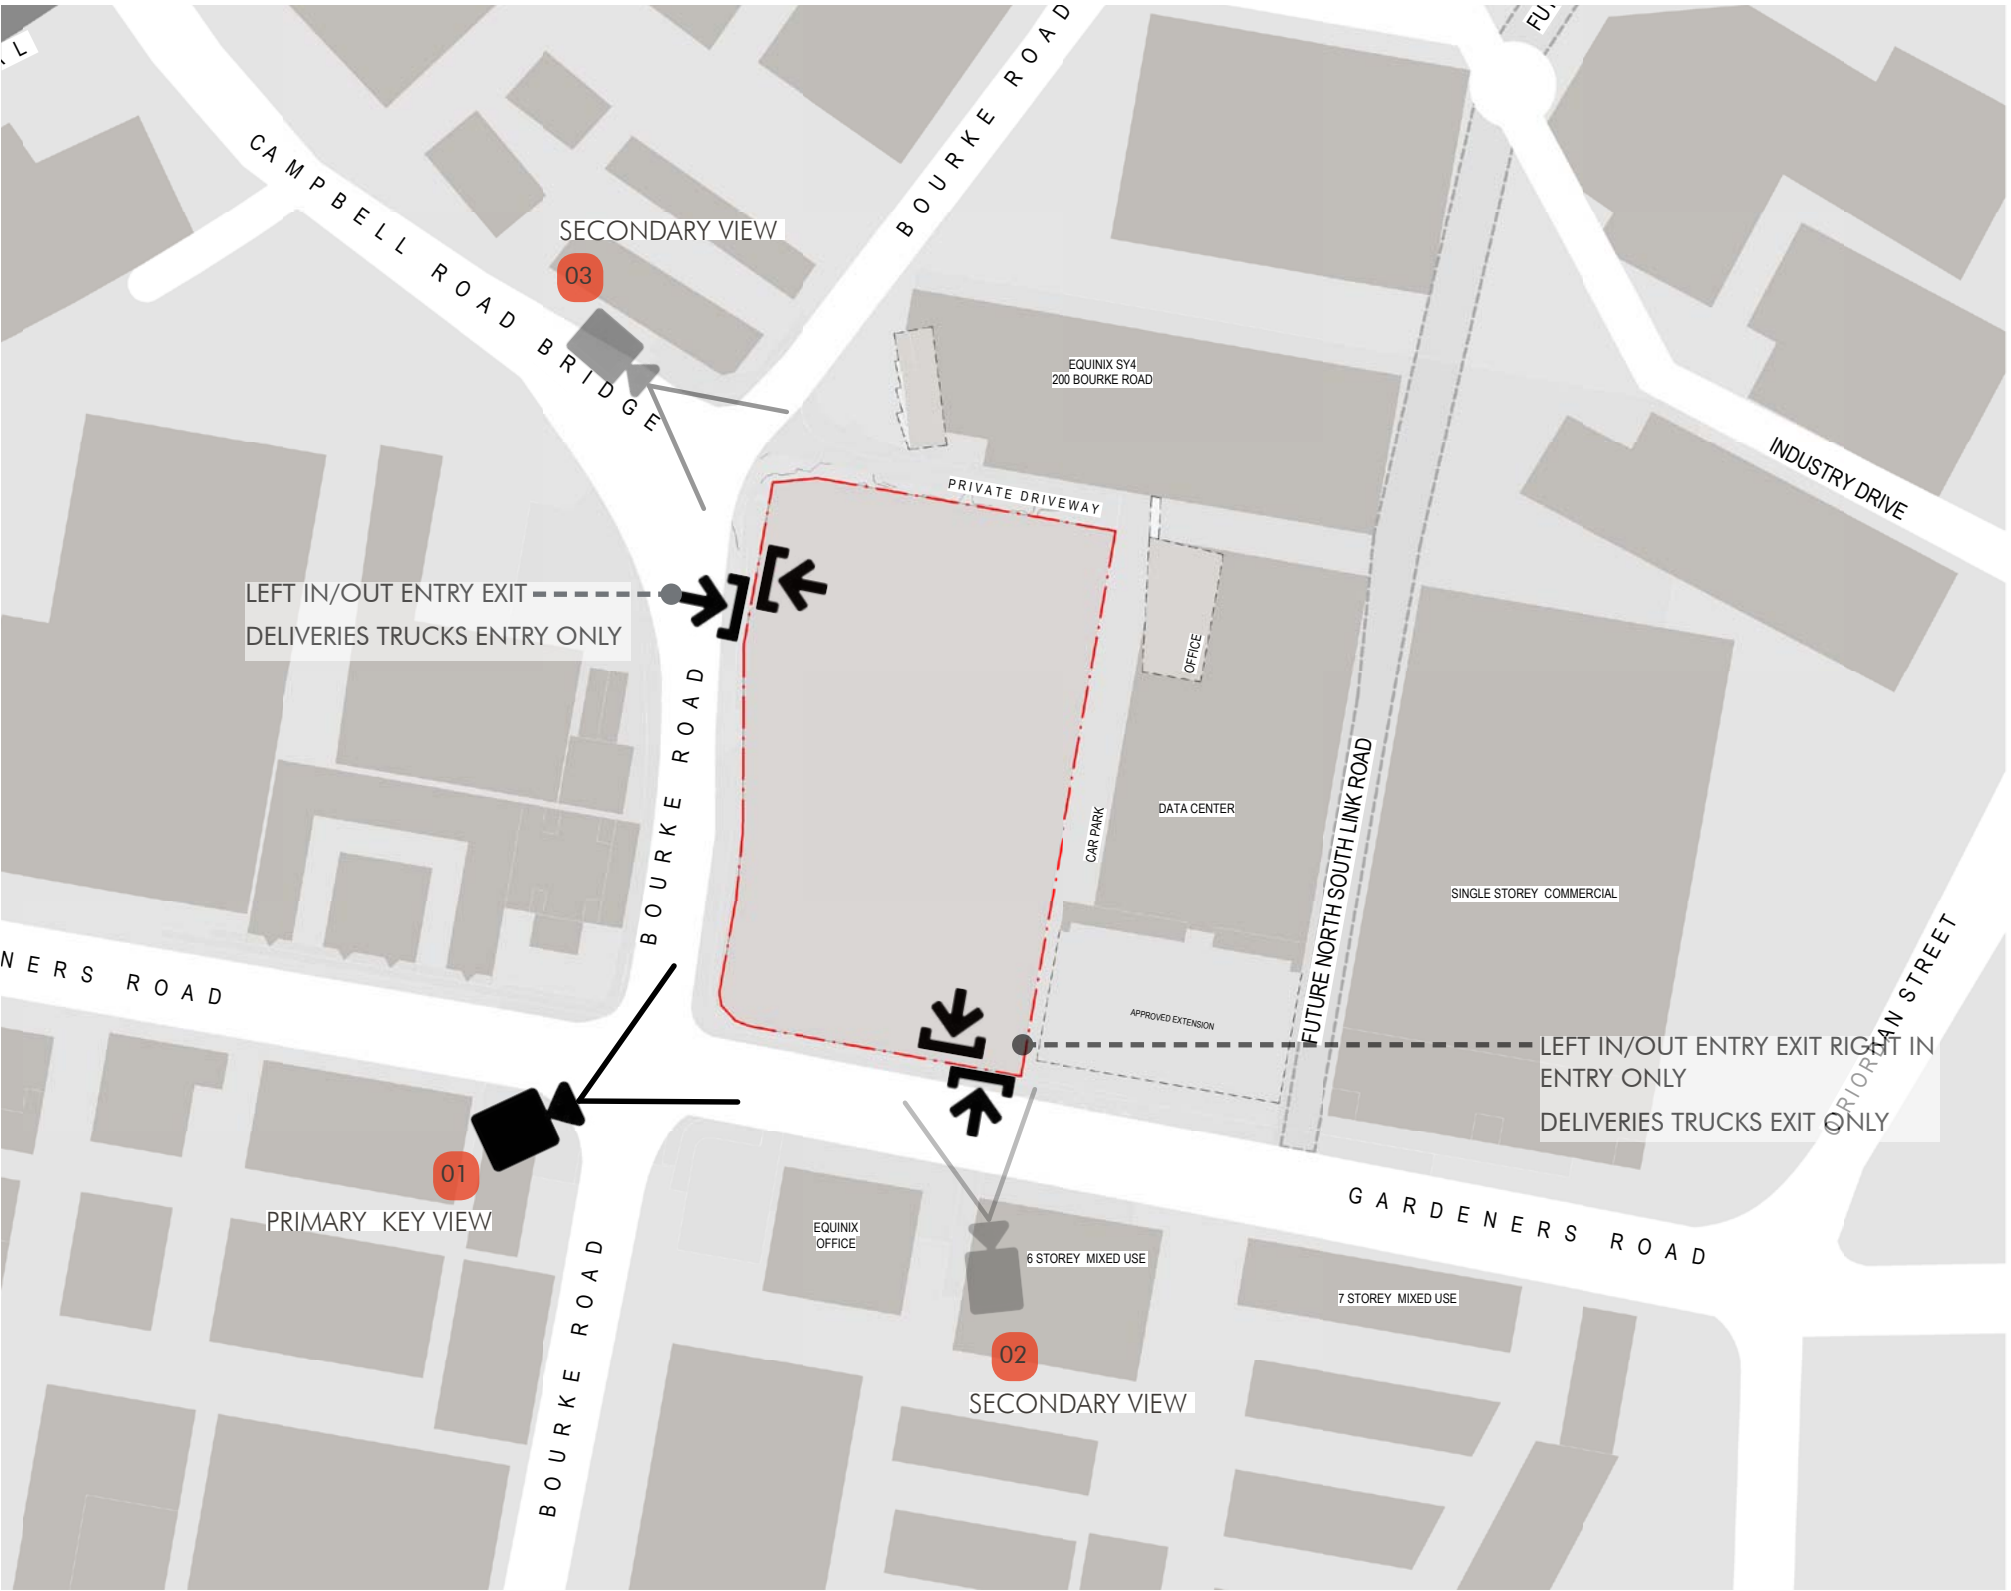 BOURKE ROAD
CAMPBELL ROAD BRIDGE
SECONDARY VIEW
03
BOURKE ROAD
EQUINIX SY4
200 BOURKE ROAD
INDUSTRY DRIVE
PRIVATE DRIVEWAY
LEFT IN/OUT ENTRY EXIT
DELIVERIES TRUCKS ENTRY ONLY
OFFICE
DATA CENTER
CAR PARK
FUTURE NORTH SOUTH LINK ROAD
SINGLE STOREY COMMERCIAL
NERS ROAD
APPROVED EXTENSION
LEFT IN/OUT ENTRY EXIT RIGHT IN
ENTRY ONLY
DELIVERIES TRUCKS EXIT ONLY
01
PRIMARY KEY VIEW
GARDENERS ROAD
EQUINIX
OFFICE
6 STOREY MIXED USE
7 STOREY MIXED USE
02
SECONDARY VIEW
BOURKE ROAD
STREET
FU